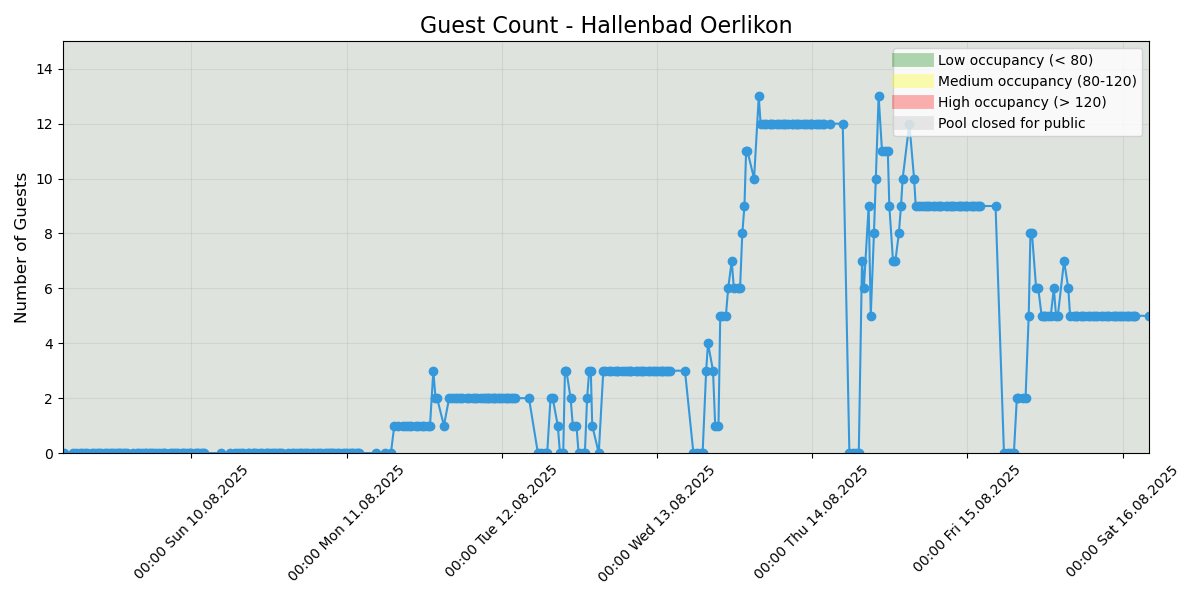 Guest Count - Hallenbad Oerlikon
Low occupancy (< 80)
Medium occupancy (80-120)
High occupancy (> 120)
Pool closed for public
Number of Guests
14
12
10
8
6
4
2
0
00:00 Sun 10.08.2025
00:00 Mon 11.08.2025
00:00 Tue 12.08.2025
00:00 Wed 13.08.2025
00:00 Thu 14.08.2025
00:00 Fri 15.08.2025
00:00 Sat 16.08.2025